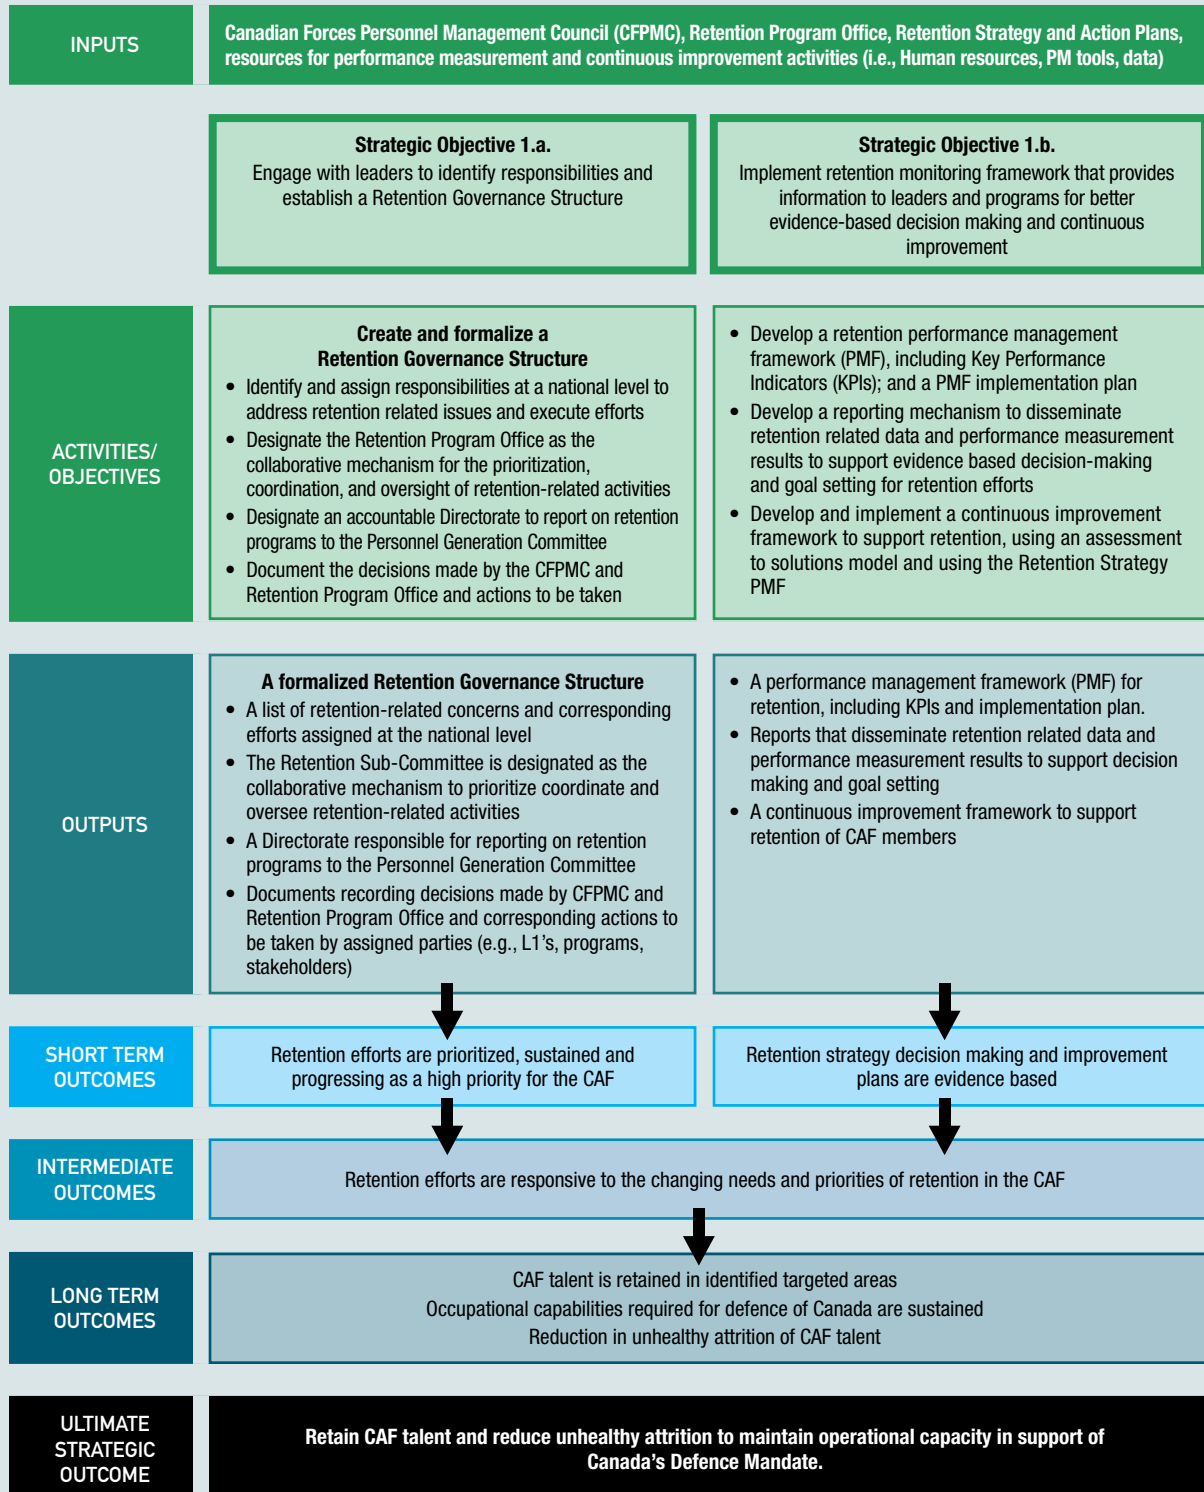 INPUTS
Canadian Forces Personnel Management Council (CFPMC), Retention Program Office, Retention Strategy and Action Plans,
resources for performance measurement and continuous improvement activities (i.e., Human resources, PM tools, data)
Strategic Objective 1.a.
Engage with leaders to identify responsibilities and
establish a Retention Governance Structure
Strategic Objective 1.b.
Implement retention monitoring framework that provides
information to leaders and programs for better
evidence-based decision making and continuous
improvement
ACTIVITIES/
OBJECTIVES
Create and formalize a
Retention Governance Structure
• Identify and assign responsibilities at a national level to
address retention related issues and execute efforts
• Designate the Retention Program Office as the
collaborative mechanism for the prioritization,
coordination, and oversight of retention-related activities
• Designate an accountable Directorate to report on retention
programs to the Personnel Generation Committee
• Document the decisions made by the CFPMC and
Retention Program Office and actions to be taken
• Develop a retention performance management
framework (PMF), including Key Performance
Indicators (KPIs); and a PMF implementation plan
• Develop a reporting mechanism to disseminate
retention related data and performance measurement
results to support evidence based decision-making
and goal setting for retention efforts
• Develop and implement a continuous improvement
framework to support retention, using an assessment
to solutions model and using the Retention Strategy
PMF
OUTPUTS
A formalized Retention Governance Structure
• A list of retention-related concerns and corresponding
efforts assigned at the national level
• The Retention Sub-Committee is designated as the
collaborative mechanism to prioritize coordinate and
oversee retention-related activities
• A Directorate responsible for reporting on retention
programs to the Personnel Generation Committee
• Documents recording decisions made by CFPMC and
Retention Program Office and corresponding actions to
be taken by assigned parties (e.g., L1's, programs,
stakeholders)
• A performance management framework (PMF) for
retention, including KPIs and implementation plan.
• Reports that disseminate retention related data and
performance measurement results to support decision
making and goal setting
• A continuous improvement framework to support
retention of CAF members
SHORT TERM
OUTCOMES
Retention efforts are prioritized, sustained and
progressing as a high priority for the CAF
Retention strategy decision making and improvement
plans are evidence based
INTERMEDIATE
OUTCOMES
Retention efforts are responsive to the changing needs and priorities of retention in the CAF
LONG TERM
OUTCOMES
CAF talent is retained in identified targeted areas
Occupational capabilities required for defence of Canada are sustained
Reduction in unhealthy attrition of CAF talent
ULTIMATE
STRATEGIC
OUTCOME
Retain CAF talent and reduce unhealthy attrition to maintain operational capacity in support of
Canada's Defence Mandate.